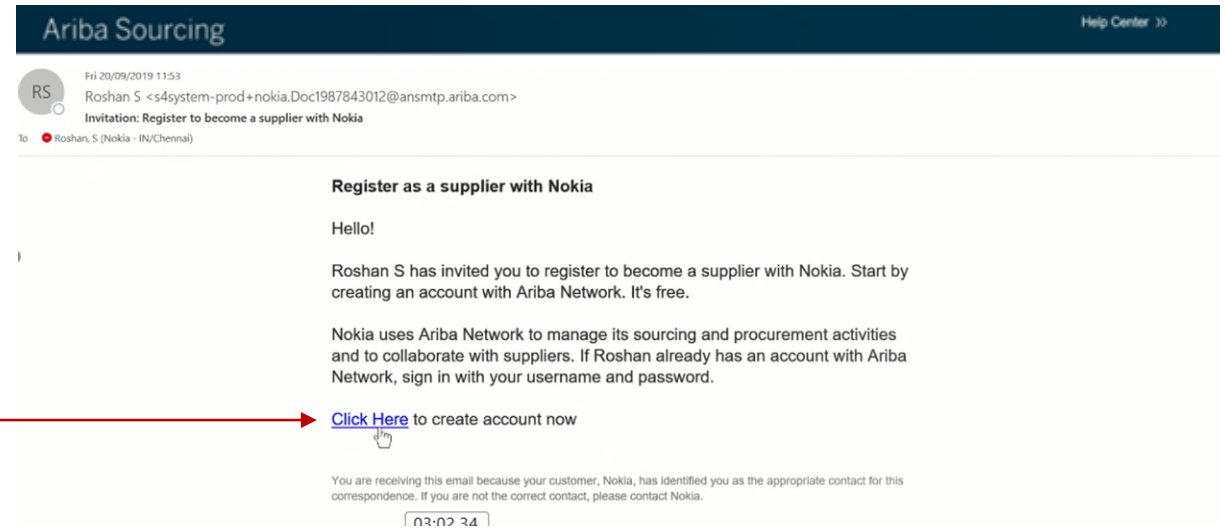 Ariba Sourcing
Help Center »
Fri 20/09/2019 11:53
RS
Roshan S <s4system-prod+nokia.Doc1987843012@ansmtp.ariba.com>
Invitation: Register to become a supplier with Nokia
To Roshan, S (Nokia - IN/Chennai)
Register as a supplier with Nokia
Hello!
Roshan S has invited you to register to become a supplier with Nokia. Start by
creating an account with Ariba Network. It's free.
Nokia uses Ariba Network to manage its sourcing and procurement activities
and to collaborate with suppliers. If Roshan already has an account with Ariba
Network, sign in with your username and password.
Click Here to create account now
You are receiving this email because your customer, Nokia, has identified you as the appropriate contact for this
correspondence. If you are not the correct contact, please contact Nokia.
03:02.34